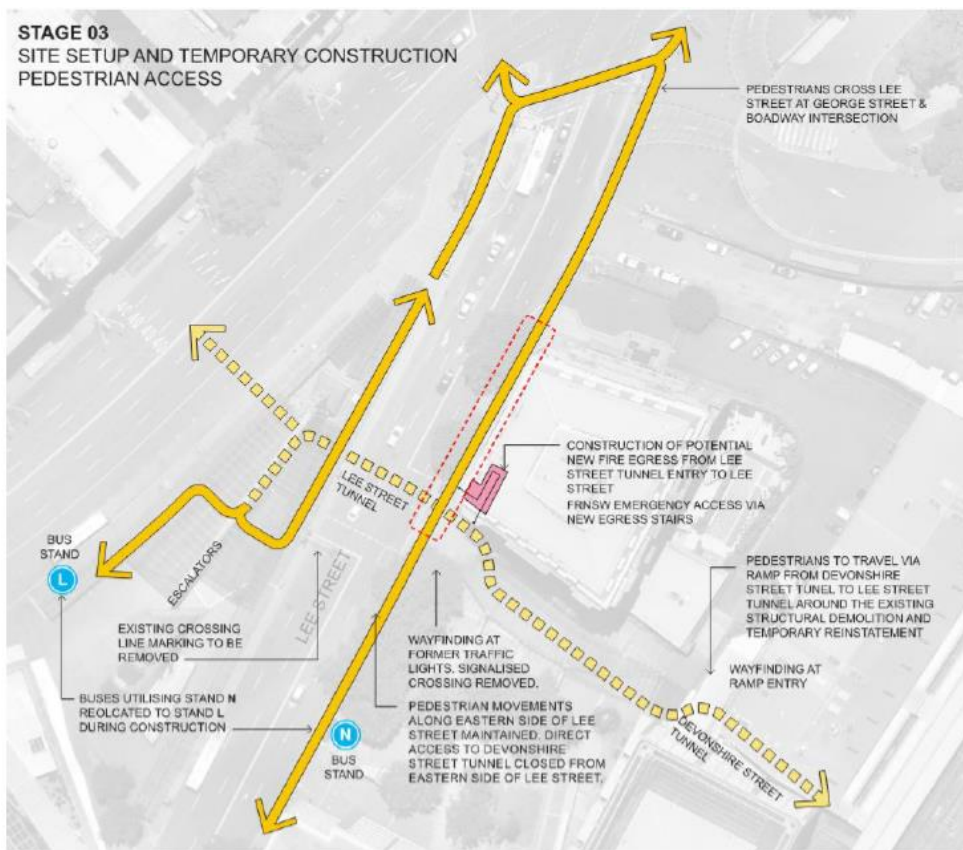 STAGE 03
SITE SETUP AND TEMPORARY CONSTRUCTION
PEDESTRIAN ACCESS
PEDESTRIANS CROSS LEE
STREET AT GEORGE STREET &
BOADWAY INTERSECTION
CONSTRUCTION OF POTENTIAL
NEW FIRE EGRESS FROM LEE
STREET TUNNEL ENTRY TO LEE
STREET
FRNSW EMERGENCY ACCESS VIA
NEW EGRESS STAIRS
LEE STREET
TUNNEL
BUS
STAND
L
ESCALATORS
LEE STREET
PEDESTRIANS TO TRAVEL VIA
RAMP FROM DEVONSHIRE
STREET TUNEL TO LEE STREET
TUNNEL AROUND THE EXISTING
STRUCTURAL DEMOLITION AND
TEMPORARY REINSTATEMENT
EXISTING CROSSING
LINE MARKING TO BE
REMOVED
WAYFINDING AT
FORMER TRAFFIC
LIGHTS. SIGNALISED
CROSSING REMOVED.
WAYFINDING AT
RAMP ENTRY
BUSES UTILISING STAND N
REOLCATED TO STAND L
DURING CONSTRUCTION
PEDESTRIAN MOVEMENTS
ALONG EASTERN SIDE OF LEE
STREET MAINTAINED. DIRECT
ACCESS TO DEVONSHIRE
STREET TUNNEL CLOSED FROM
EASTERN SIDE OF LEE STREET.
N
BUS
STAND
DEVONSHIRE STREET
TUNNEL